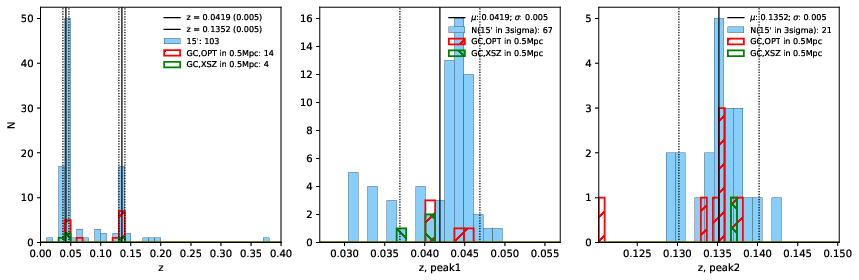 z = 0.0419 (0.005)
z = 0.1352 (0.005)
15': 103
GC,OPT in 0.5Mpc: 14
GC,XSZ in 0.5Mpc: 4
N
50
40
30
20
10
0
0.00 0.05 0.10 0.15 0.20 0.25 0.30 0.35 0.40
z
μ: 0.0419; σ: 0.005
N(15' in 3sigma): 67
GC,OPT in 0.5Mpc
GC,XSZ in 0.5Mpc
16
14
12
10
8
6
4
2
0
0.030 0.035 0.040 0.045 0.050 0.055
z, peak1
μ: 0.1352; σ: 0.005
N(15' in 3sigma): 21
GC,OPT in 0.5Mpc
GC,XSZ in 0.5Mpc
5
4
3
2
1
0
0.125 0.130 0.135 0.140 0.145 0.150
z, peak2